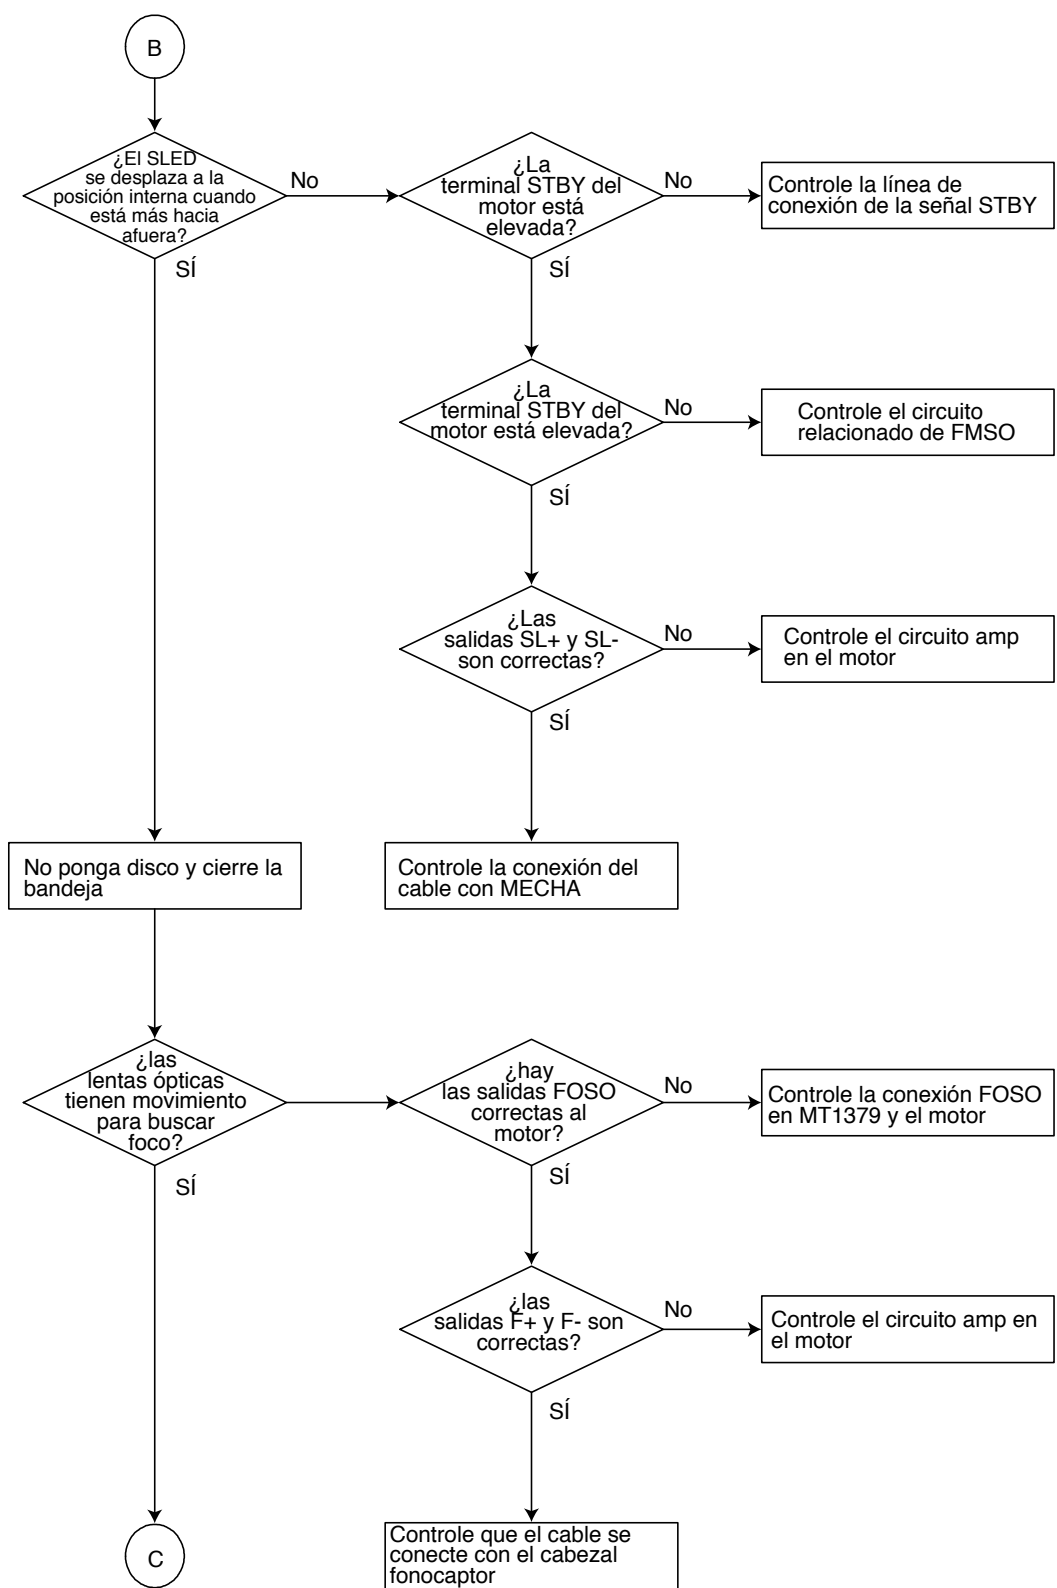 B
¿El SLED
se desplaza a la
posición interna cuando
está más hacia
afuera?
No
SÍ
¿La
terminal STBY del
motor está
elevada?
No
SÍ
Controle la línea de
conexión de la señal STBY
¿La
terminal STBY del
motor está elevada?
No
SÍ
Controle el circuito
relacionado de FMSO
¿Las
salidas SL+ y SL-
son correctas?
No
SÍ
Controle el circuito amp
en el motor
No ponga disco y cierre la
bandeja
Controle la conexión del
cable con MECHA
¿las
lentas ópticas
tienen movimiento
para buscar
foco?
SÍ
¿hay
las salidas FOSO
correctas al
motor?
No
SÍ
Controle la conexión FOSO
en MT1379 y el motor
¿las
salidas F+ y F- son
correctas?
No
SÍ
Controle el circuito amp en
el motor
C
Controle que el cable se
conecte con el cabezal
fonocaptor